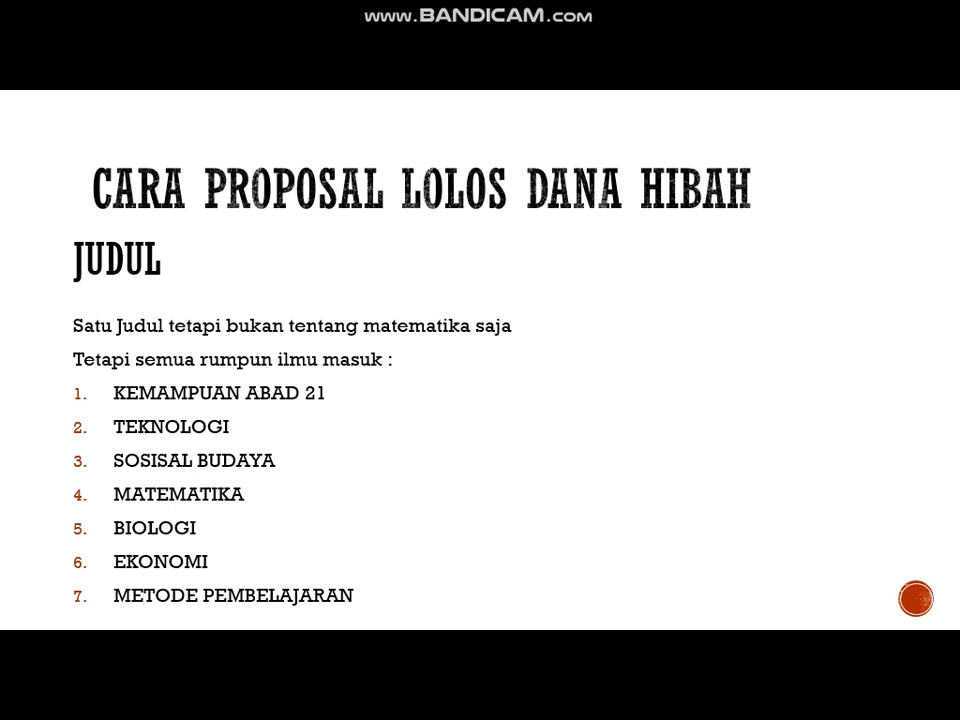 www.BANDICAM.com
CARA PROPOSAL LOLOS DANA HIBAH
JUDUL
Satu Judul tetapi bukan tentang matematika saja
Tetapi semua rumpun ilmu masuk :
1. KEMAMPUAN ABAD 21
2. TEKNOLOGI
3. SOSISAL BUDAYA
4. MATEMATIKA
5. BIOLOGI
6. EKONOMI
7. METODE PEMBELAJARAN